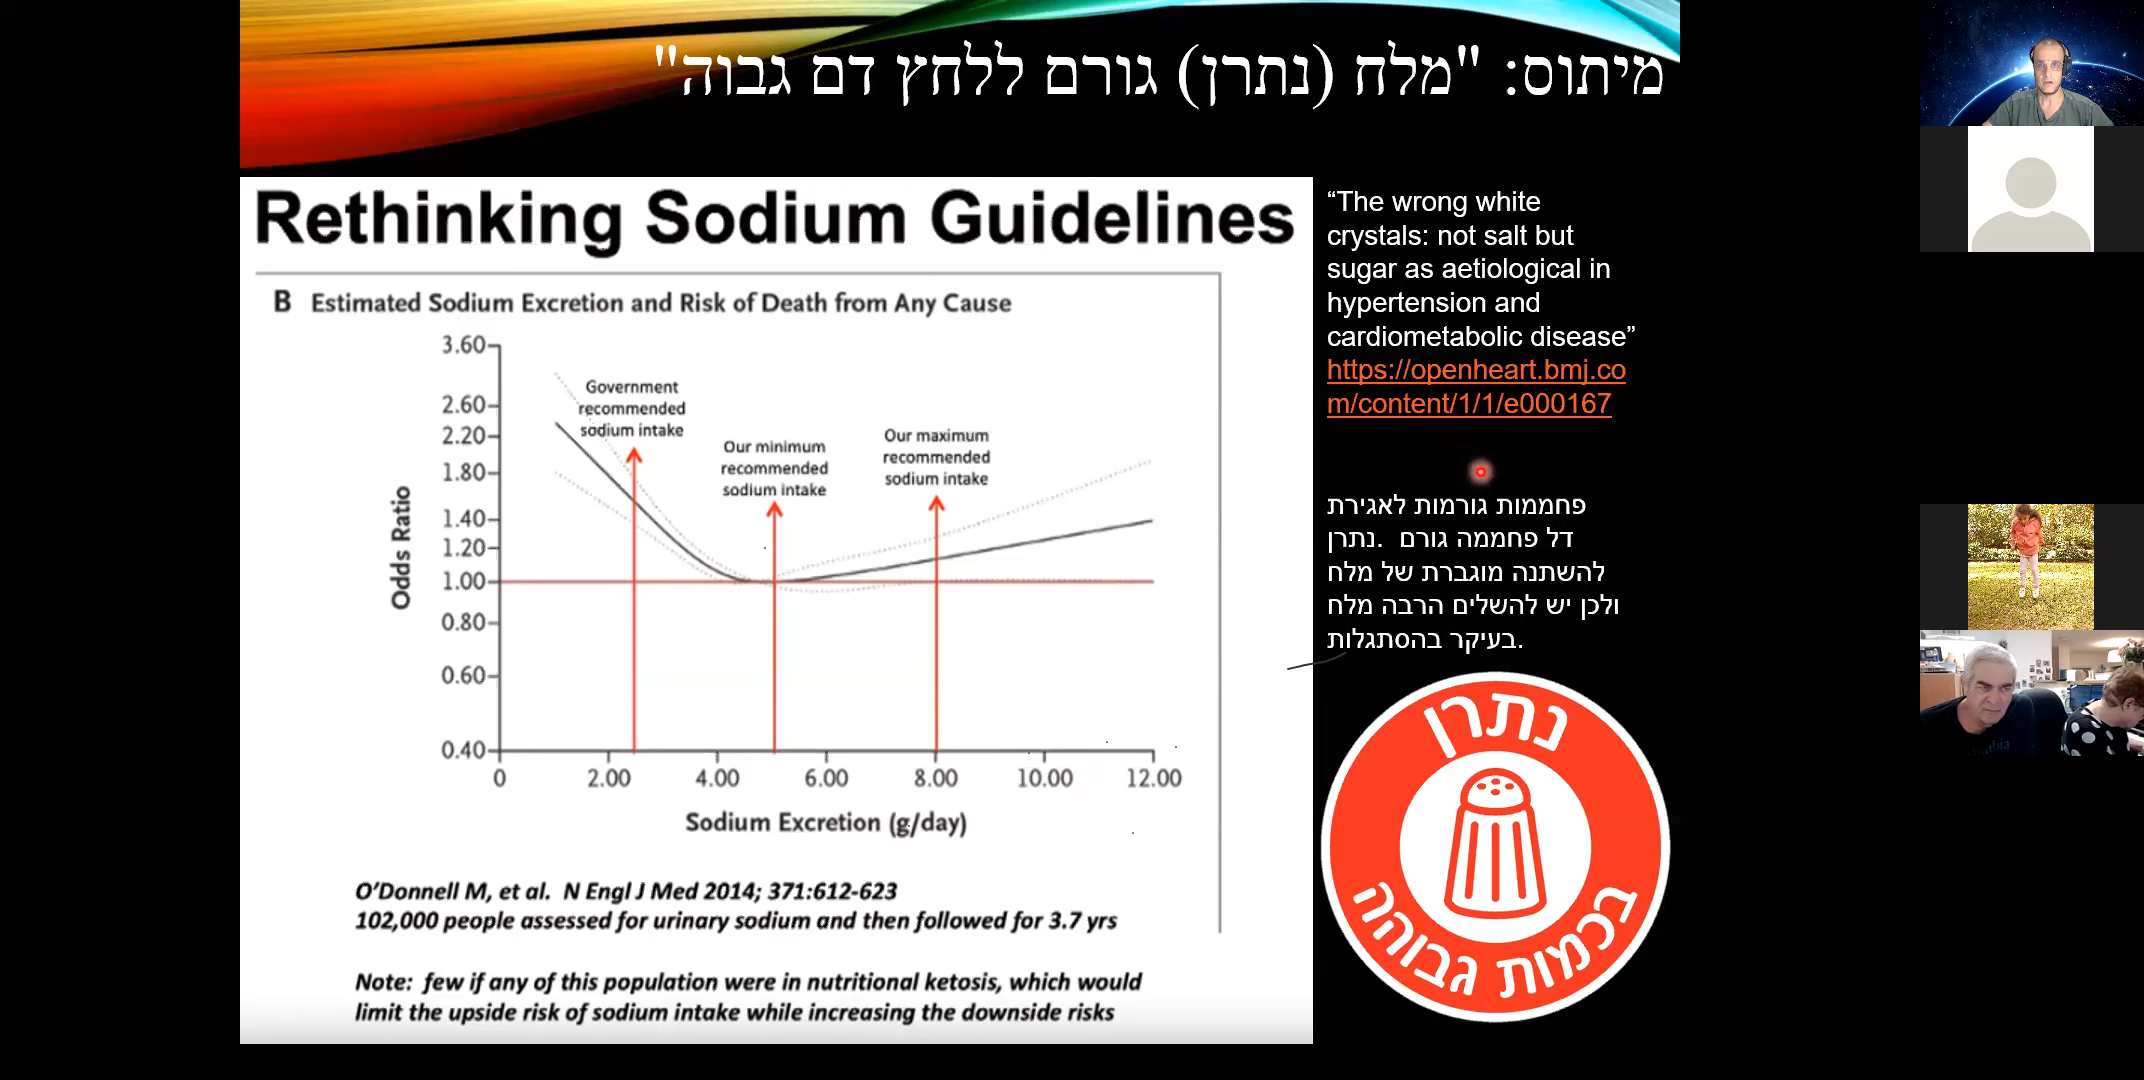 מיתוס: "מלח (נתרן) גורם ללחץ דם גבוה"
Rethinking Sodium Guidelines
B Estimated Sodium Excretion and Risk of Death from Any Cause
3.60
2.60
2.20
1.80
1.40
1.20
1.00
0.80
0.60
0.40
Odds Ratio
Government
recommended
sodium intake
Our minimum
recommended
sodium intake
Our maximum
recommended
sodium intake
0 2.00 4.00 6.00 8.00 10.00 12.00
Sodium Excretion (g/day)
O'Donnell M, et al. N Engl J Med 2014; 371:612-623
102,000 people assessed for urinary sodium and then followed for 3.7 yrs
Note: few if any of this population were in nutritional ketosis, which would
limit the upside risk of sodium intake while increasing the downside risks
“The wrong white
crystals: not salt but
sugar as aetiological in
hypertension and
cardiometabolic disease”
https://openheart.bmj.co
m/content/1/1/e000167
פחממות גורמות לאגירת
נתרן. דל פחממה גורם
להשתנה מוגברת של מלח
ולכן יש להשלים הרבה מלח
בעיקר בהסתגלות.
נתרן
בכמות גבוהה